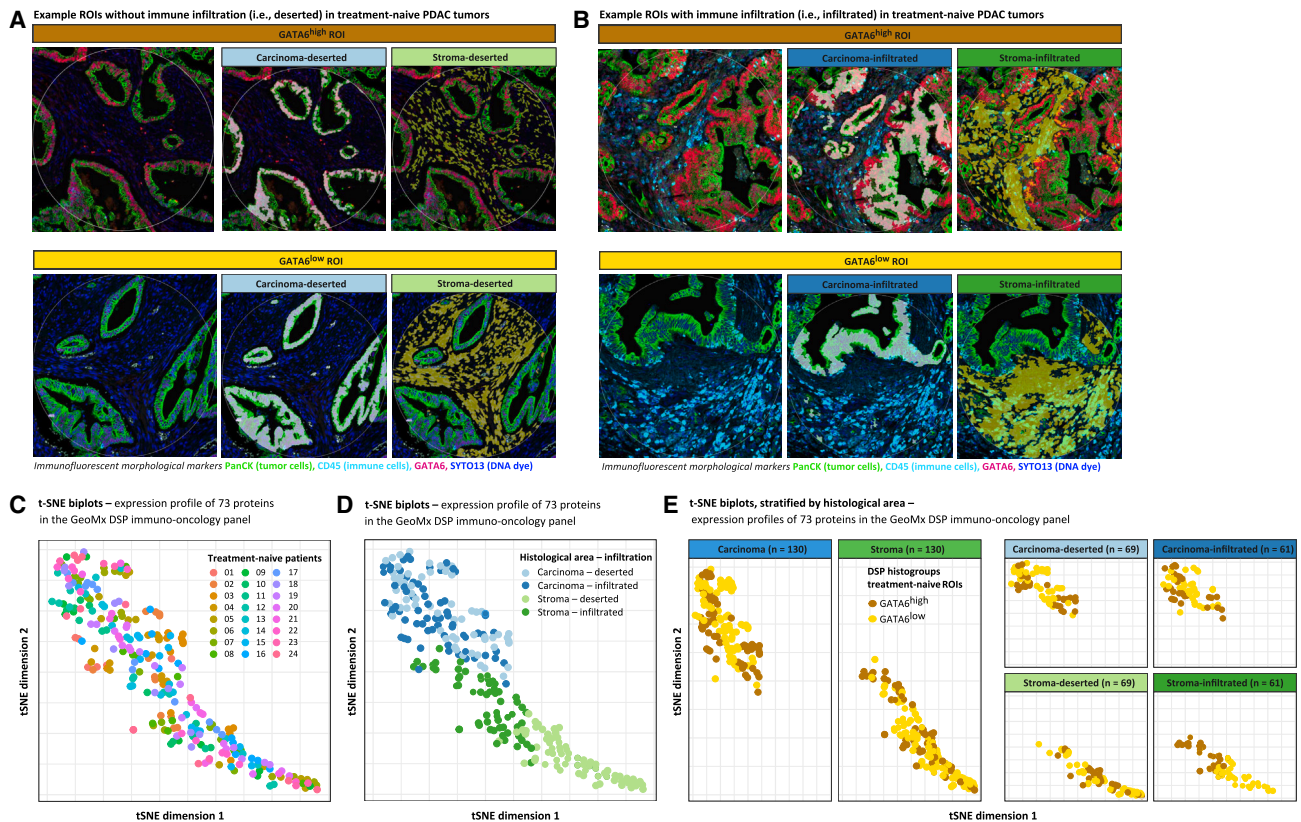 A Example ROIs without immune infiltration (i.e., deserted) in treatment-naive PDAC tumors
GATA6high ROI
Carcinoma-deserted Stroma-deserted
GATA6low ROI
Carcinoma-deserted Stroma-deserted
Immunofluorescent morphological markers PanCK (tumor cells), CD45 (immune cells), GATA6, SYTO13 (DNA dye)
B Example ROIs with immune infiltration (i.e., infiltrated) in treatment-naive PDAC tumors
GATA6high ROI
Carcinoma-infiltrated Stroma-infiltrated
GATA6low ROI
Carcinoma-infiltrated Stroma-infiltrated
Immunofluorescent morphological markers PanCK (tumor cells), CD45 (immune cells), GATA6, SYTO13 (DNA dye)
C t-SNE biplots – expression profile of 73 proteins
in the GeoMx DSP immuno-oncology panel
Treatment-naive patients
01 09 17
02 10 18
03 11 19
04 12 20
05 13 21
06 14 22
07 15 23
08 16 24
tSNE dimension 2
tSNE dimension 1
D t-SNE biplots – expression profile of 73 proteins
in the GeoMx DSP immuno-oncology panel
Histological area – infiltration
Carcinoma – deserted
Carcinoma – infiltrated
Stroma – deserted
Stroma – infiltrated
tSNE dimension 2
tSNE dimension 1
E t-SNE biplots, stratified by histological area –
expression profiles of 73 proteins in the GeoMx DSP immuno-oncology panel
Carcinoma (n = 130) Stroma (n = 130)
DSP histogroups
treatment-naive ROIs
GATA6high
GATA6low
Carcinoma-deserted (n = 69) Carcinoma-infiltrated (n = 61)
Stroma-deserted (n = 69) Stroma-infiltrated (n = 61)
tSNE dimension 2
tSNE dimension 1